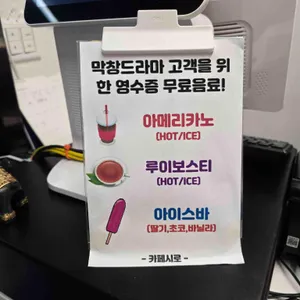 막창드라마 고객을 위
한 영수증 무료음료!
아메리카노
(HOT/ICE)
루이보스티
(HOT/ICE)
아이스바
(딸기,초코,바닐라)
- 카페시로 -